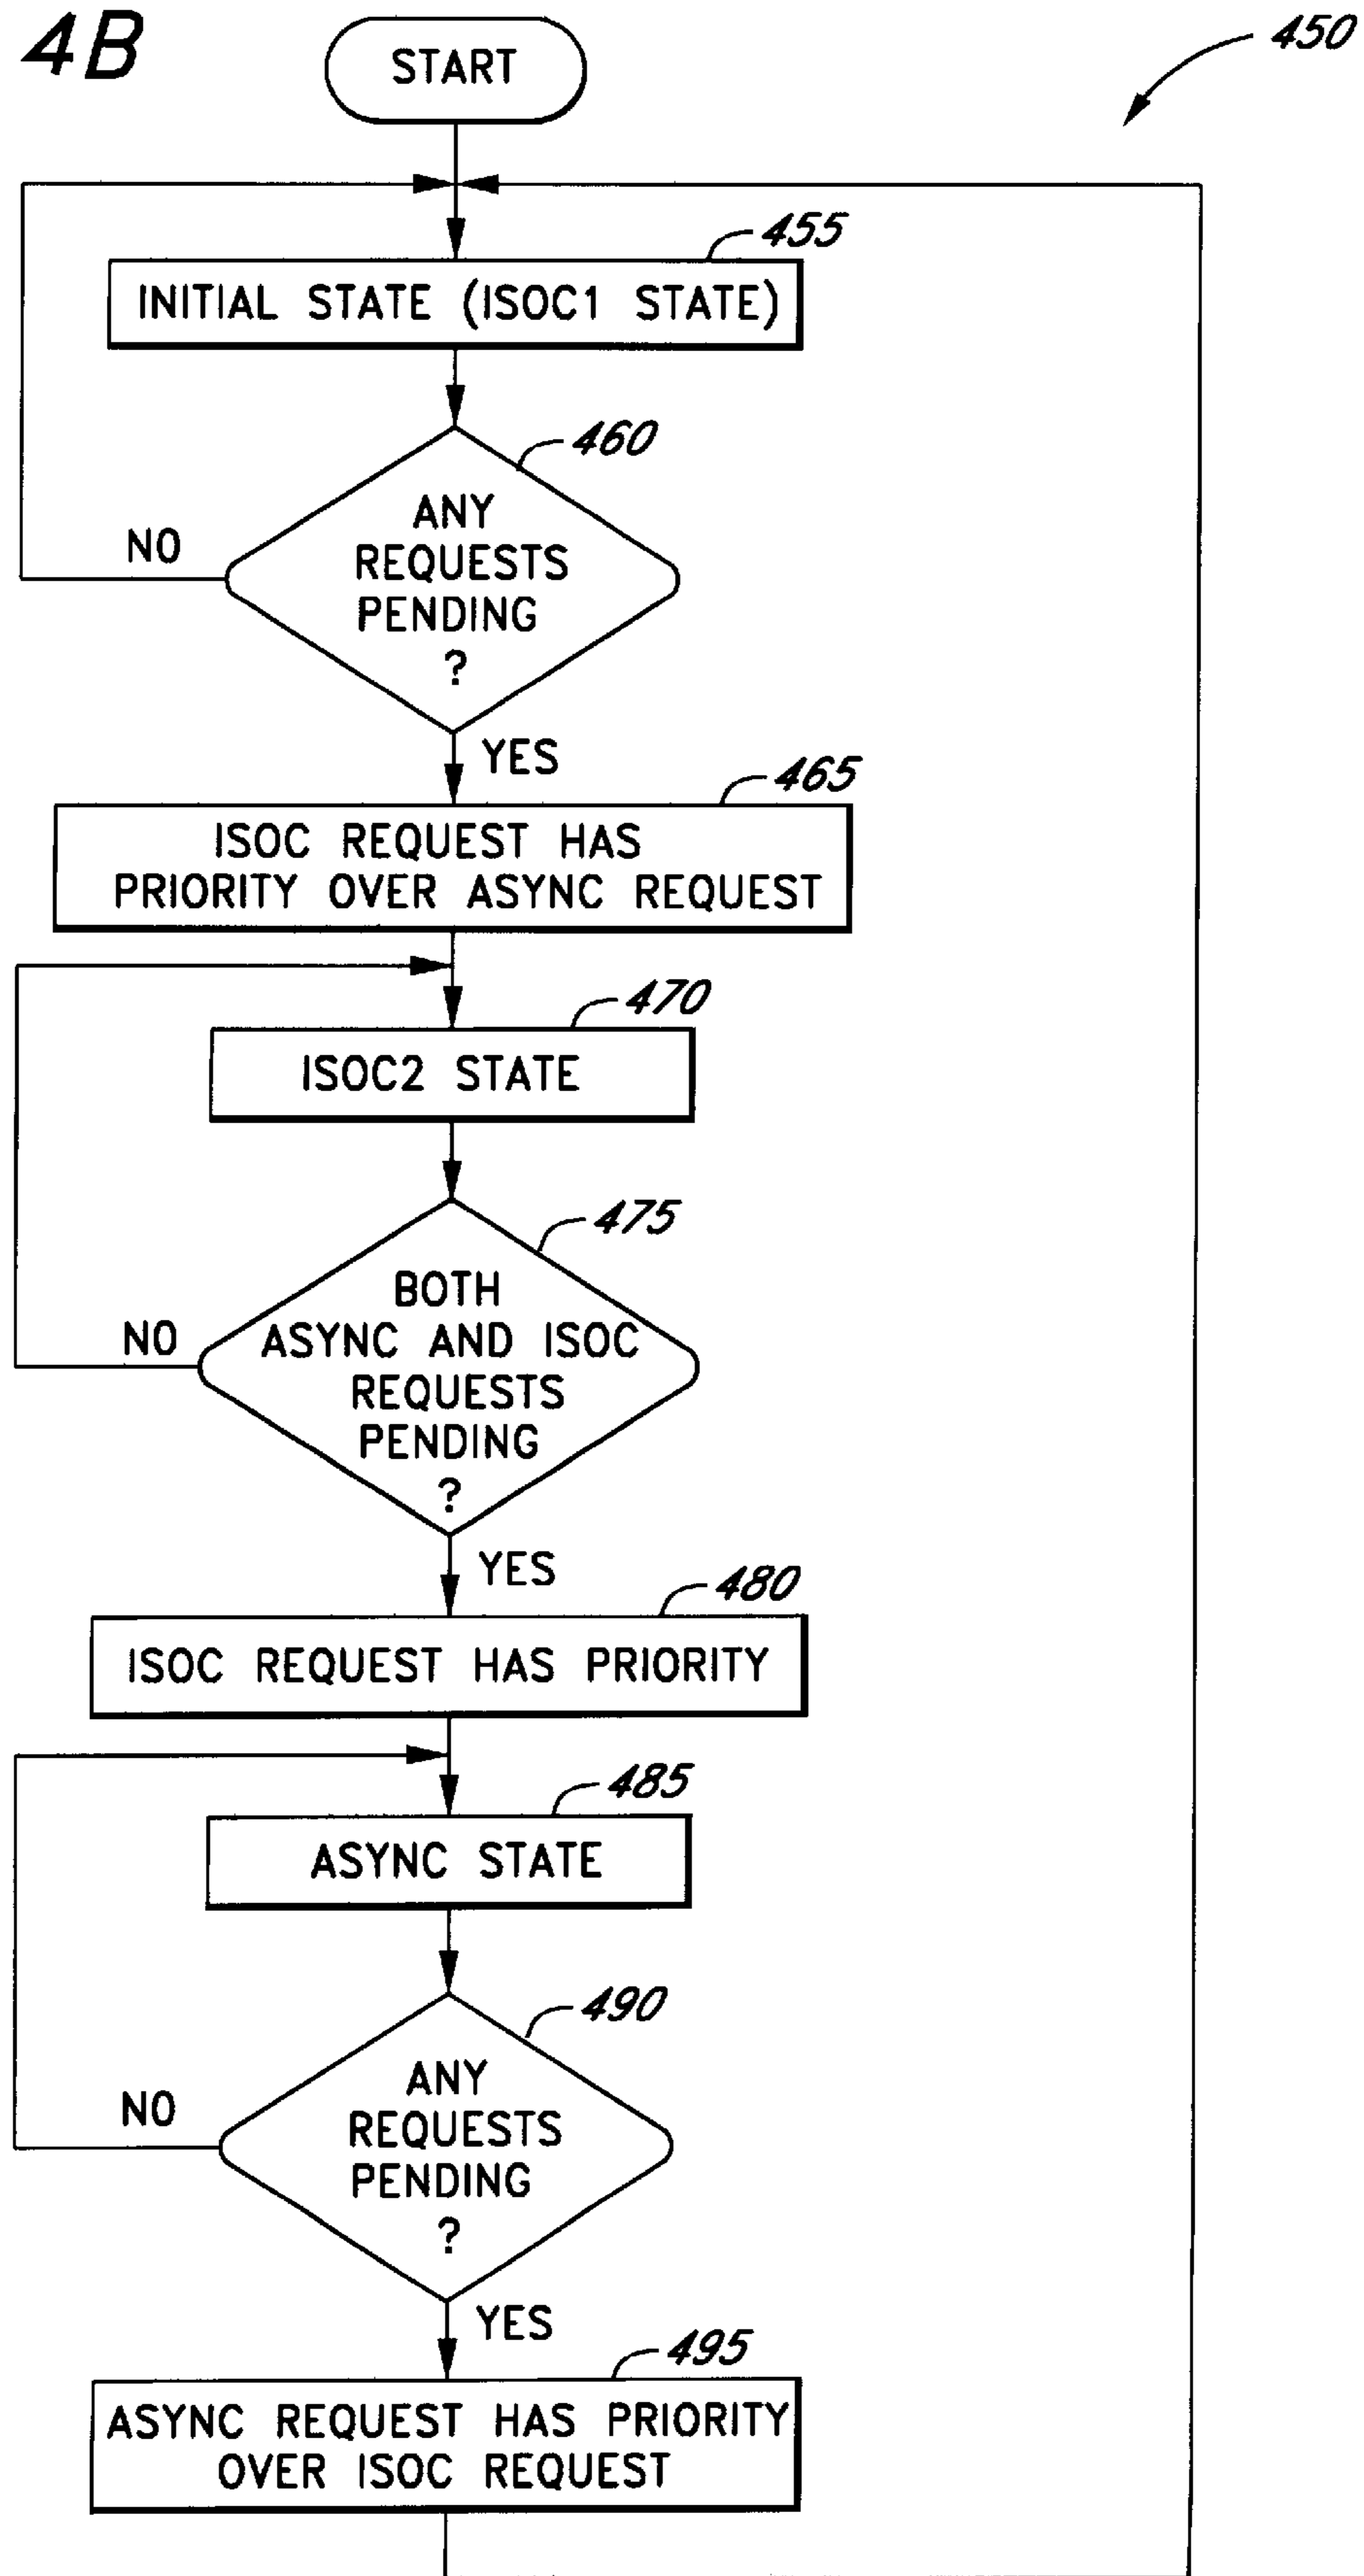 4B
START
450
455
INITIAL STATE (ISOC1 STATE)
460
ANY
REQUESTS
PENDING
?
NO
YES
465
ISOC REQUEST HAS
PRIORITY OVER ASYNC REQUEST
470
ISOC2 STATE
475
BOTH
ASYNC AND ISOC
REQUESTS
PENDING
?
NO
YES
480
ISOC REQUEST HAS PRIORITY
485
ASYNC STATE
490
ANY
REQUESTS
PENDING
?
NO
YES
495
ASYNC REQUEST HAS PRIORITY
OVER ISOC REQUEST